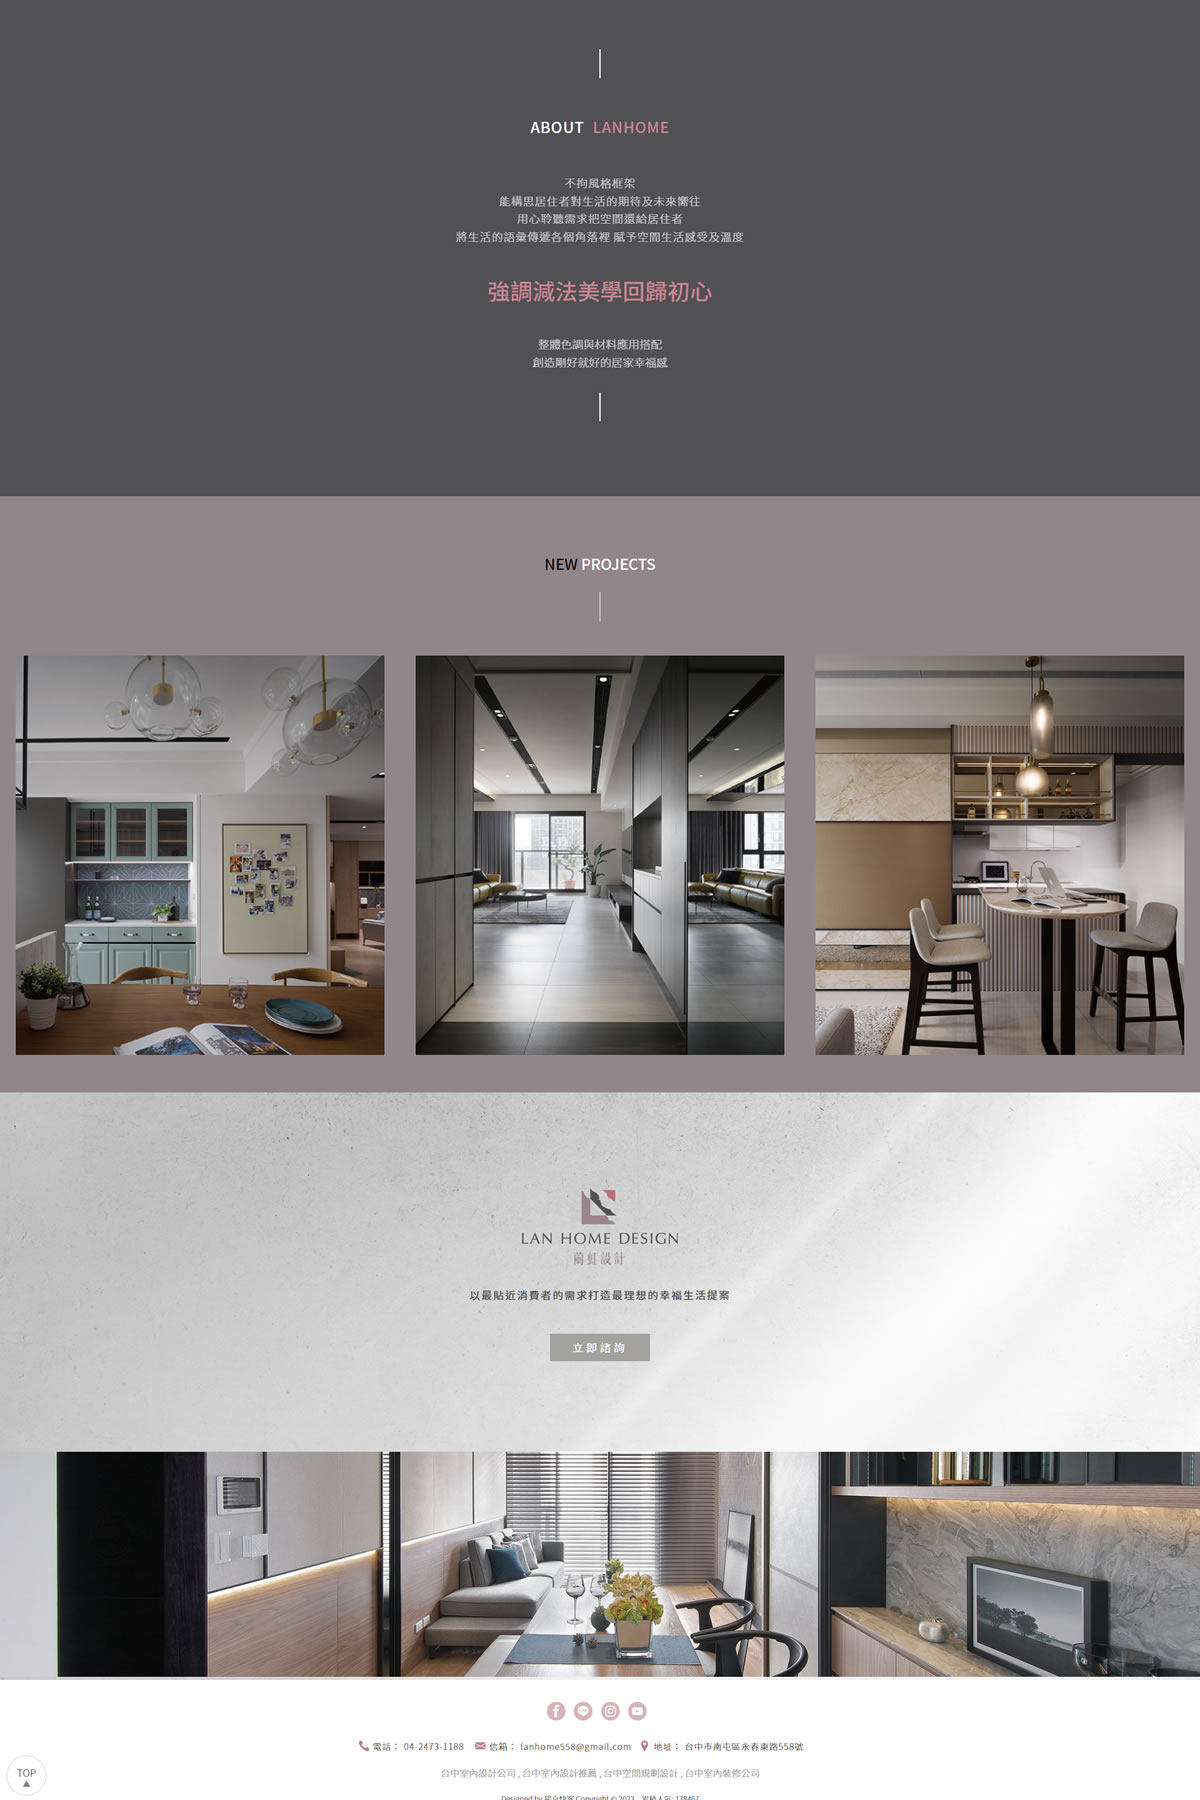 ABOUT LANHOME
不拘風格框架
能構思居住者對生活的期待及未來嚮往
用心聆聽需求把空間還給居住者
將生活的語彙傳遞各個角落裡 賦予空間生活感受及溫度
強調減法美學回歸初心
整體色調與材料應用搭配
創造剛好就好的居家幸福感
NEW PROJECTS
LAN HOME DESIGN
蘭虹設計
以最貼近消費者的需求打造最理想的幸福生活提案
立即諮詢
電話： 04-2473-1188 信箱： lanhome558@gmail.com 地址： 台中市南屯區永春東路558號
TOP
台中室內設計公司 , 台中室內設計推薦 , 台中空間規劃設計 , 台中室內裝修公司
Copyright © 2023